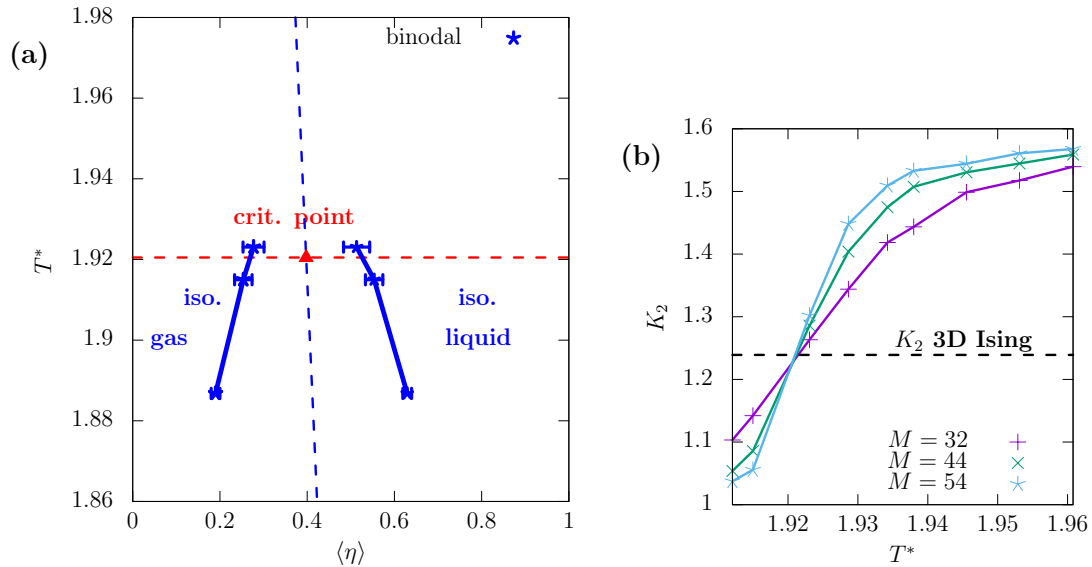 (a)
1.98
1.96
1.94
1.92
1.9
1.88
1.86
T*
binodal
crit. point
iso.
gas
iso.
liquid
0
0.2
0.4
0.6
0.8
1
⟨η⟩
(b)
1.6
1.5
1.4
1.3
1.2
1.1
1
K₂
K₂ 3D Ising
M = 32
M = 44
M = 54
1.92
1.93
1.94
1.95
1.96
T*